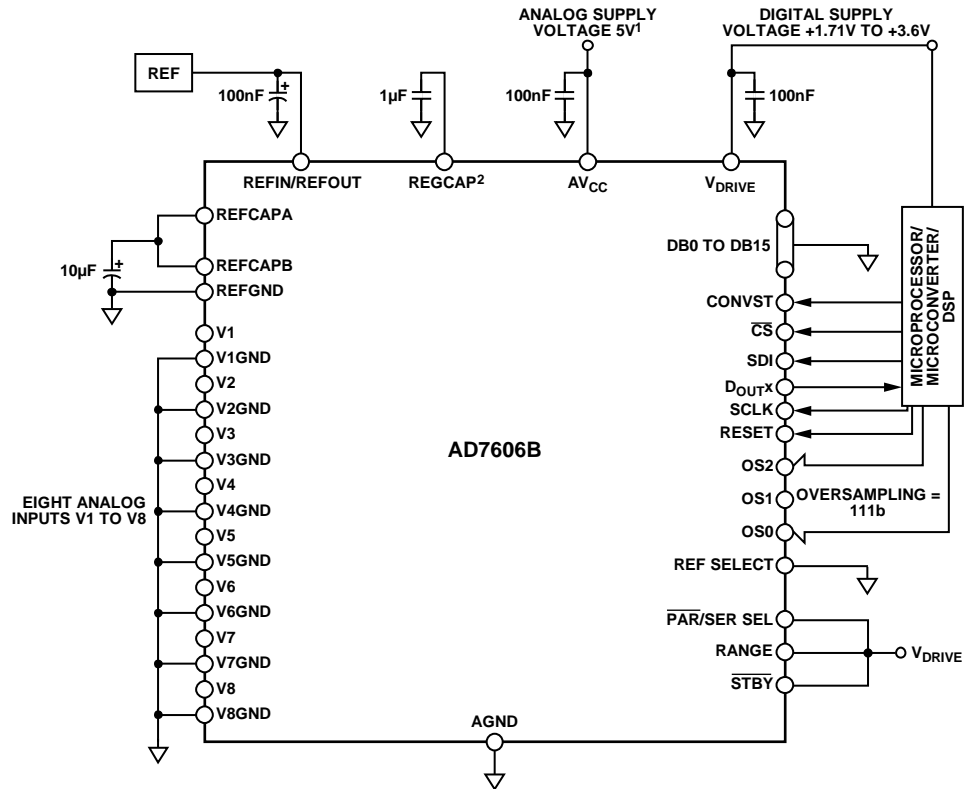 ANALOG SUPPLY
VOLTAGE 5V1
DIGITAL SUPPLY
VOLTAGE +1.71V TO +3.6V
REF
100nF
+
1µF
100nF
100nF
REFIN/REFOUT
REGCAP2
AVCC
VDRIVE
REFCAPA
REFCAPB
REFGND
10µF
+
V1
V1GND
V2
V2GND
V3
V3GND
V4
V4GND
V5
V5GND
V6
V6GND
V7
V7GND
V8
V8GND
EIGHT ANALOG
INPUTS V1 TO V8
AD7606B
AGND
DB0 TO DB15
CONVST
CS
SDI
DOUTx
SCLK
RESET
OS2
OS1
OS0
OVERSAMPLING =
111b
REF SELECT
PAR/SER SEL
RANGE
STBY
VDRIVE
MICROPROCESSOR/
MICROCONVERTER/
DSP